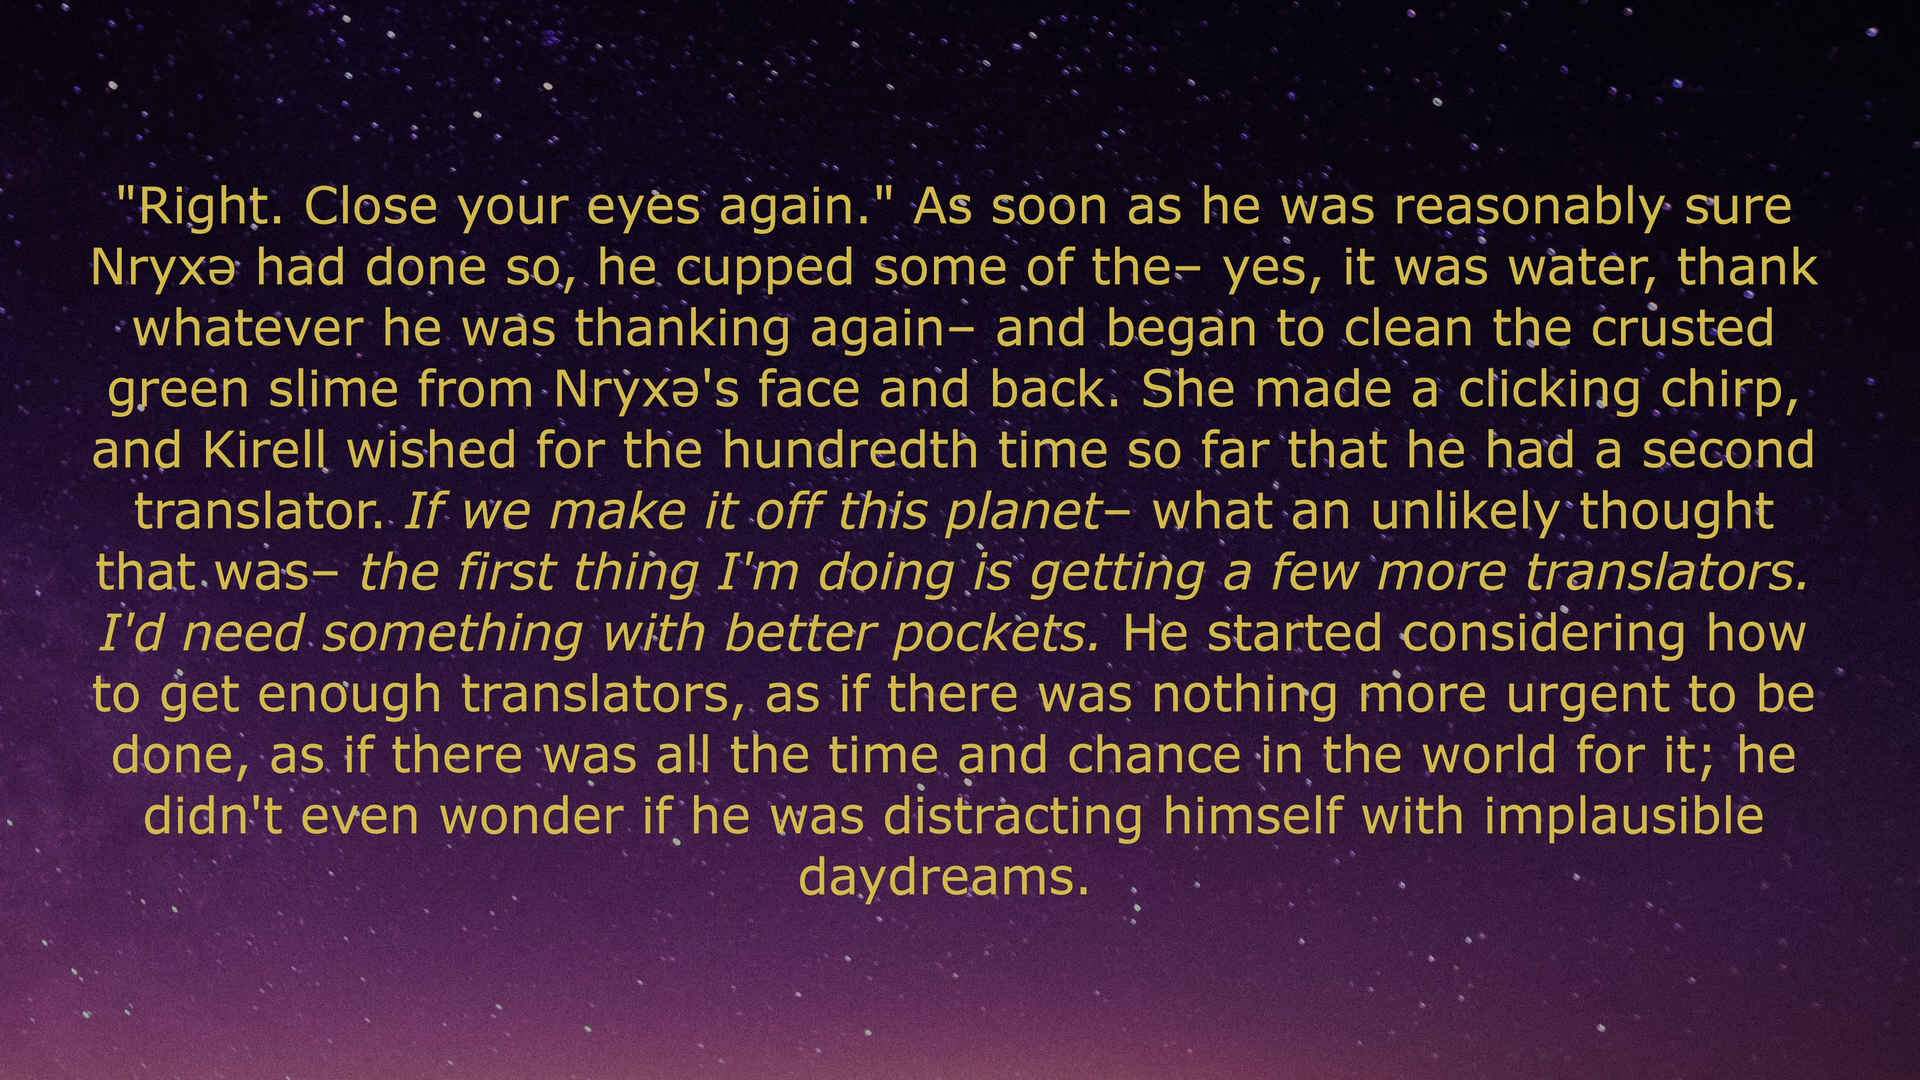 "Right. Close your eyes again." As soon as he was reasonably sure
Nryxə had done so, he cupped some of the– yes, it was water, thank
whatever he was thanking again– and began to clean the crusted
green slime from Nryxə's face and back. She made a clicking chirp,
and Kirell wished for the hundredth time so far that he had a second
translator. If we make it off this planet– what an unlikely thought
that was– the first thing I'm doing is getting a few more translators.
I'd need something with better pockets. He started considering how
to get enough translators, as if there was nothing more urgent to be
done, as if there was all the time and chance in the world for it; he
didn't even wonder if he was distracting himself with implausible
daydreams.